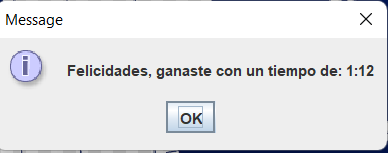 Message
Felicidades, ganaste con un tiempo de: 1:12
OK